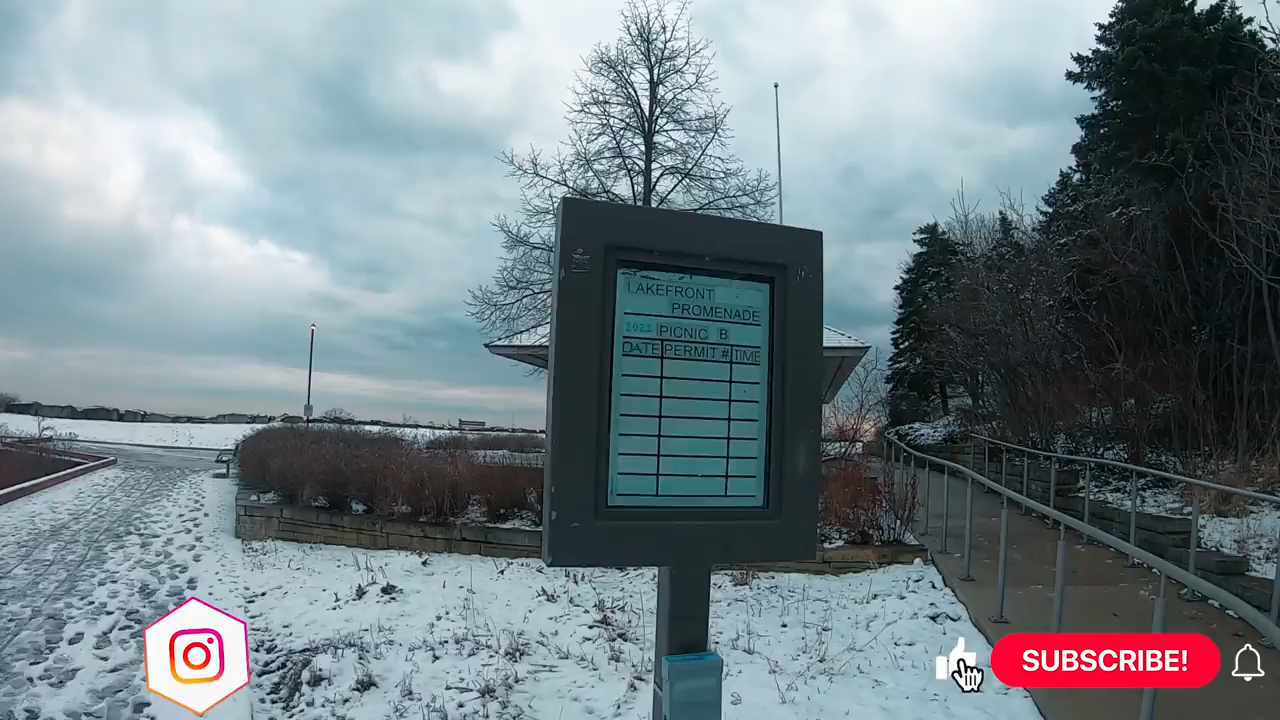 LAKEFRONT
PROMENADE
2022 PICNIC B
DATE PERMIT # TIME
SUBSCRIBE!